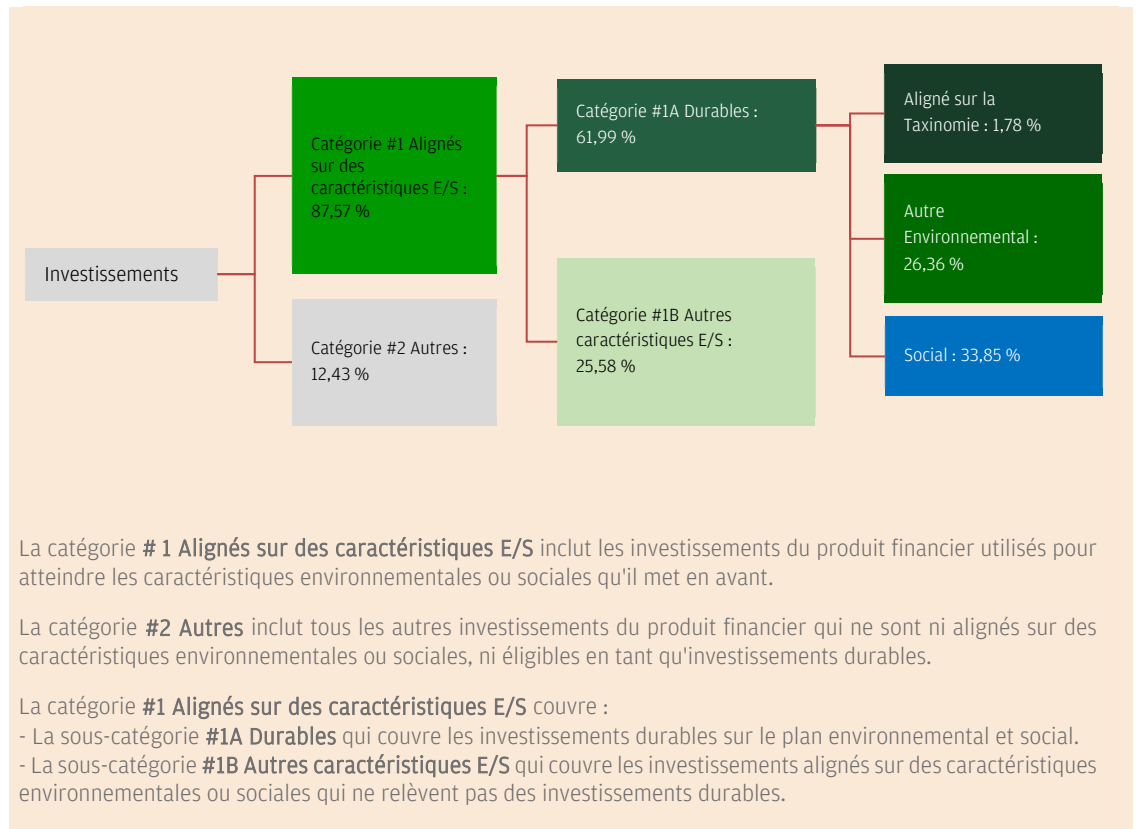 Investissements
Catégorie #1 Alignés
sur des
caractéristiques E/S :
87,57 %
Catégorie #2 Autres :
12,43 %
Catégorie #1A Durables :
61,99 %
Catégorie #1B Autres
caractéristiques E/S :
25,58 %
Aligné sur la
Taxinomie : 1,78 %
Autre
Environnemental :
26,36 %
Social : 33,85 %
La catégorie # 1 Alignés sur des caractéristiques E/S inclut les investissements du produit financier utilisés pour
atteindre les caractéristiques environnementales ou sociales qu'il met en avant.
La catégorie #2 Autres inclut tous les autres investissements du produit financier qui ne sont ni alignés sur des
caractéristiques environnementales ou sociales, ni éligibles en tant qu'investissements durables.
La catégorie #1 Alignés sur des caractéristiques E/S couvre :
- La sous-catégorie #1A Durables qui couvre les investissements durables sur le plan environnemental et social.
- La sous-catégorie #1B Autres caractéristiques E/S qui couvre les investissements alignés sur des caractéristiques
environnementales ou sociales qui ne relèvent pas des investissements durables.